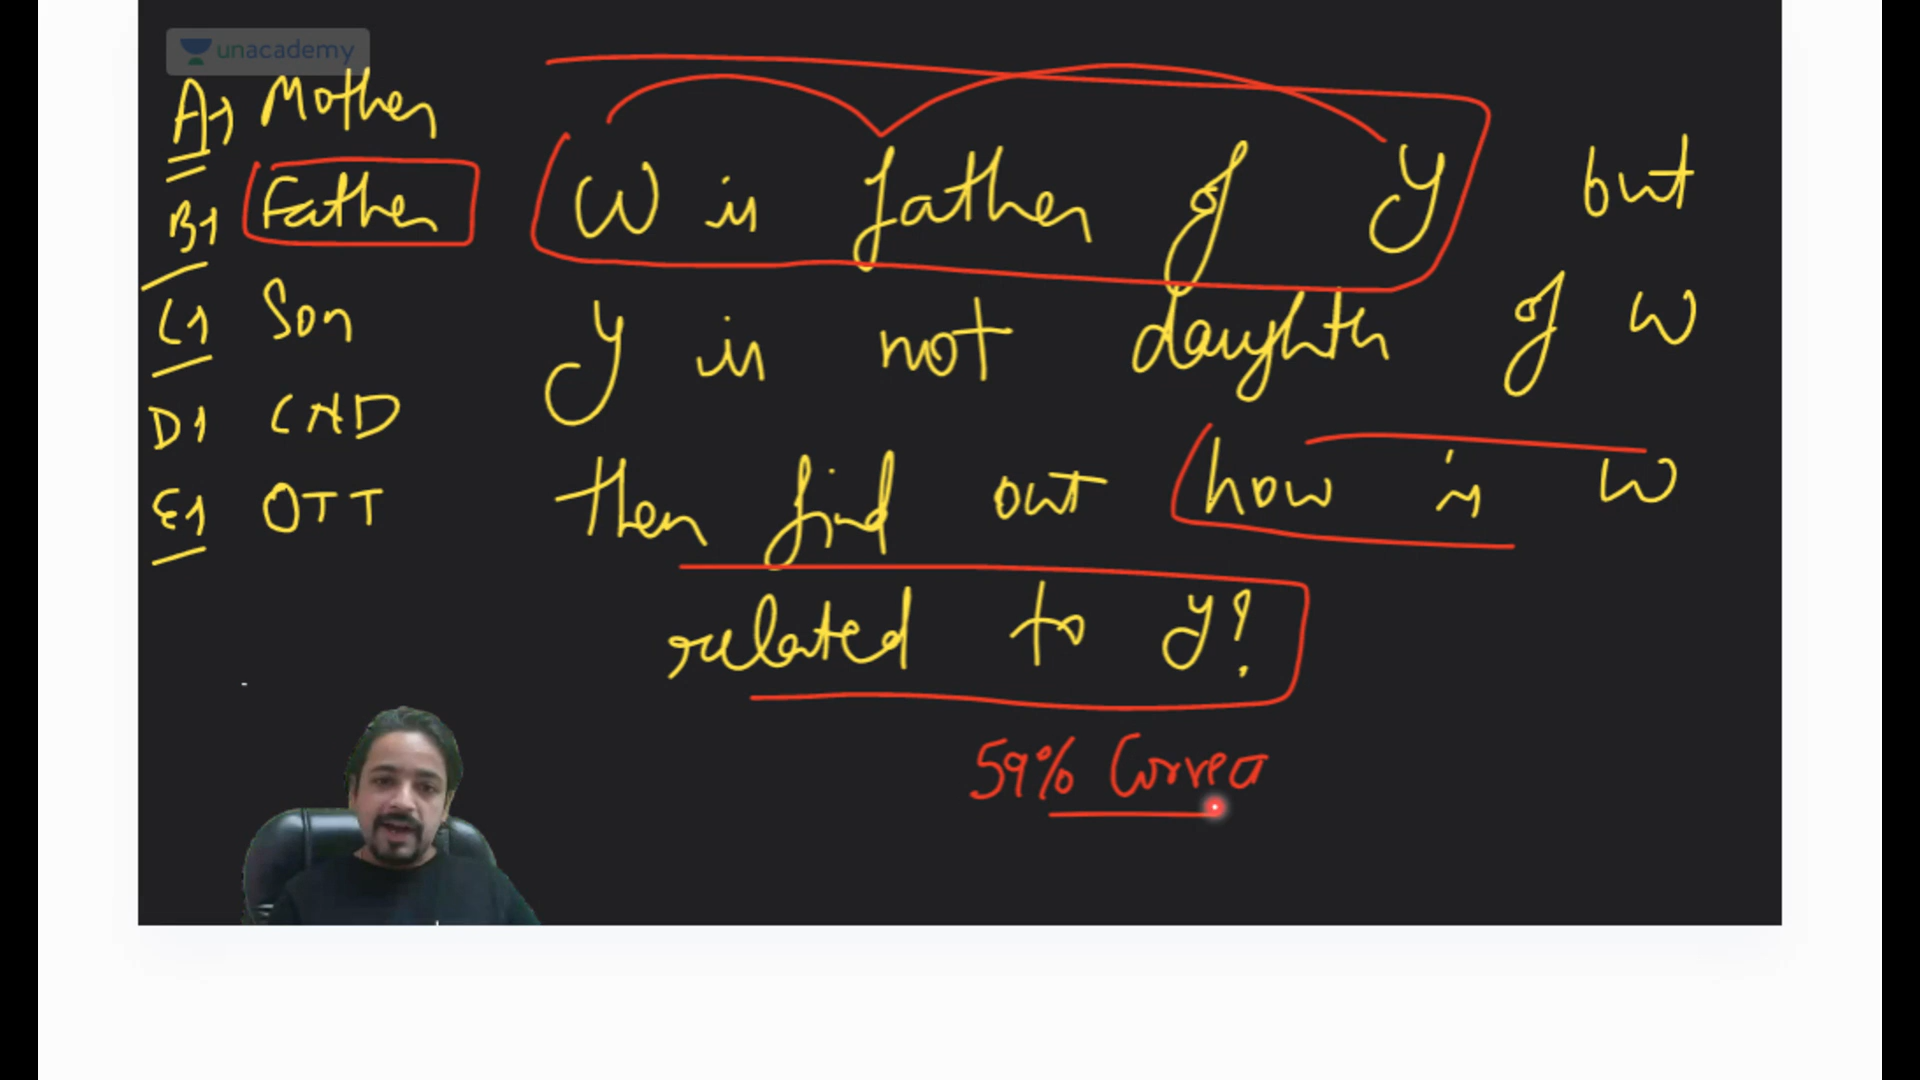 unacademy
A) Mother
B) Father
C) Son
D) CND
E) OTT
W is father of Y but
Y is not daughter of W
then find out how is W
related to Y?
59% Correct